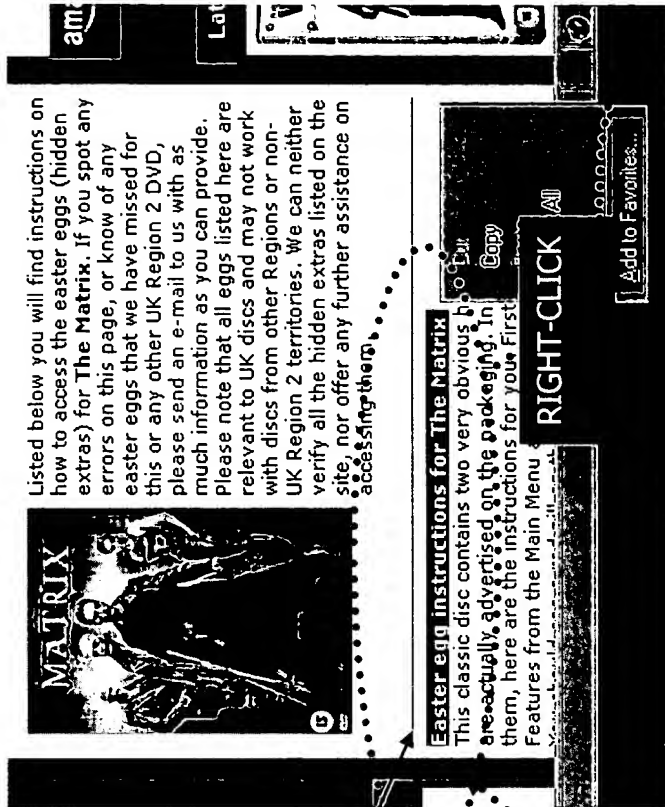 ama
Lat
Listed below you will find instructions on
how to access the easter eggs (hidden
extras) for The Matrix. If you spot any
errors on this page, or know of any
easter eggs that we have missed for
this or any other UK Region 2 DVD,
please send an e-mail to us with as
much information as you can provide.
Please note that all eggs listed here are
relevant to UK discs and may not work
with discs from other Regions or non-
UK Region 2 territories. We can neither
verify all the hidden extras listed on the
site, nor offer any further assistance on
accessing them.
MATRIX
15
Easter egg instructions for The Matrix
This classic disc contains two very obvious h
are actually advertised on the packaging. In
them, here are the instructions for you. First
Features from the Main Menu
Cut
Copy
All
RIGHT-CLICK
Add to Favorites...